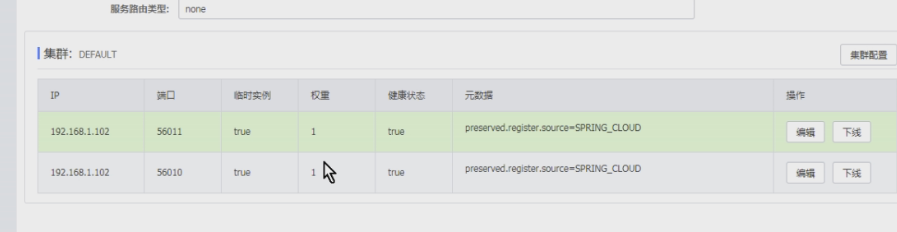 服务路由类型: none
集群: DEFAULT 集群配置
IP 端口 临时实例 权重 健康状态 元数据 操作
192.168.1.102 56011 true 1 true preserved.register.source=SPRING_CLOUD 编辑 下线
192.168.1.102 56010 true 1 true preserved.register.source=SPRING_CLOUD 编辑 下线